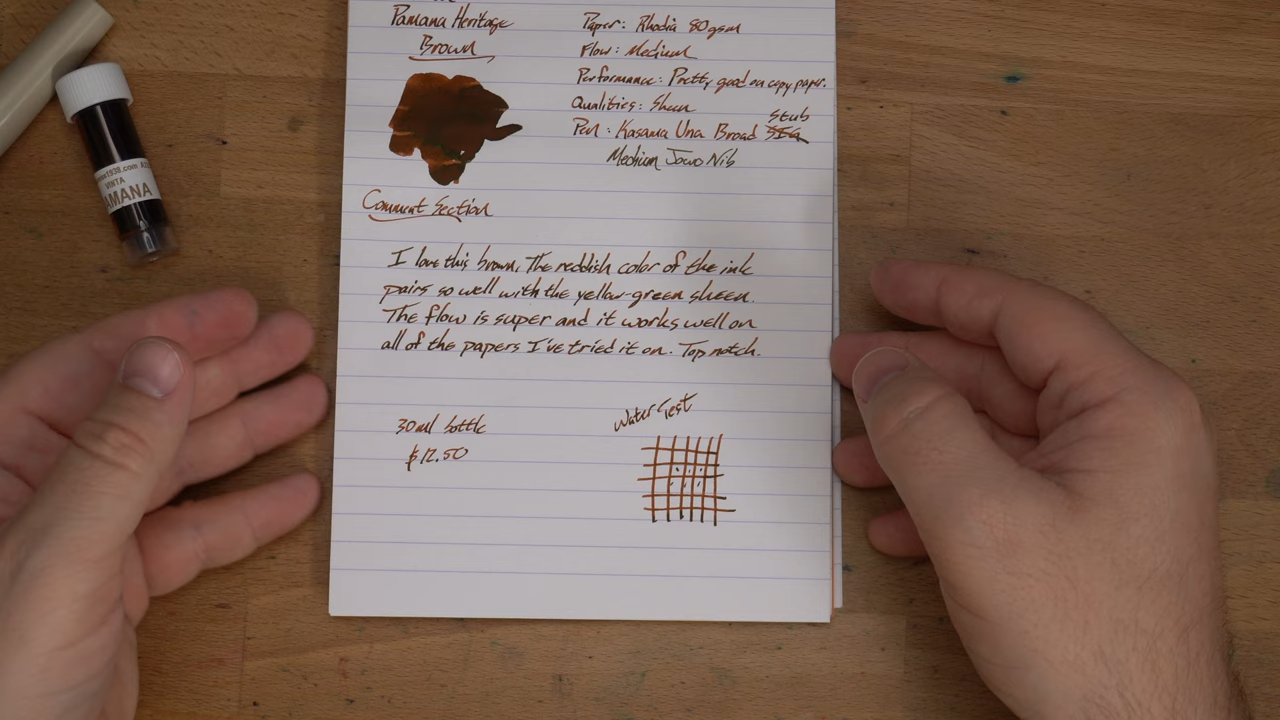 Pamana Heritage
Brown
Paper: Rhodia 80gsm
Flow: Medium
Performance: Pretty good on copy paper.
Qualities: Sheen
Stub
Pen: Kasama Una Broad
Medium Jowo Nib
Comment Section
I love this brown. The reddish color of the ink
pairs so well with the yellow-green sheen.
The flow is super and it works well on
all of the papers I've tried it on. Top notch.
30ml bottle
$12.50
Water Test
VINTA
AMANA